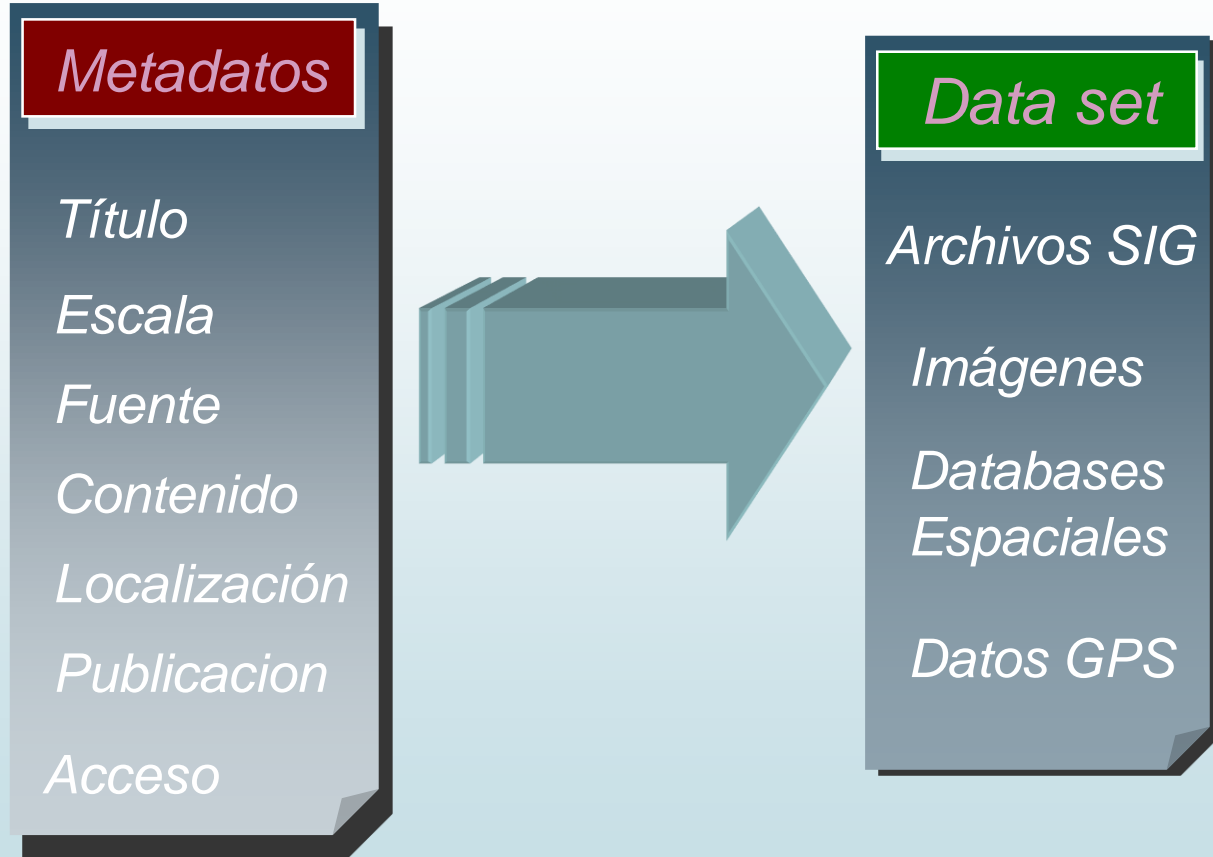 Metadatos
Título
Escala
Fuente
Contenido
Localización
Publicacion
Acceso
Data set
Archivos SIG
Imágenes
Databases
Espaciales
Datos GPS